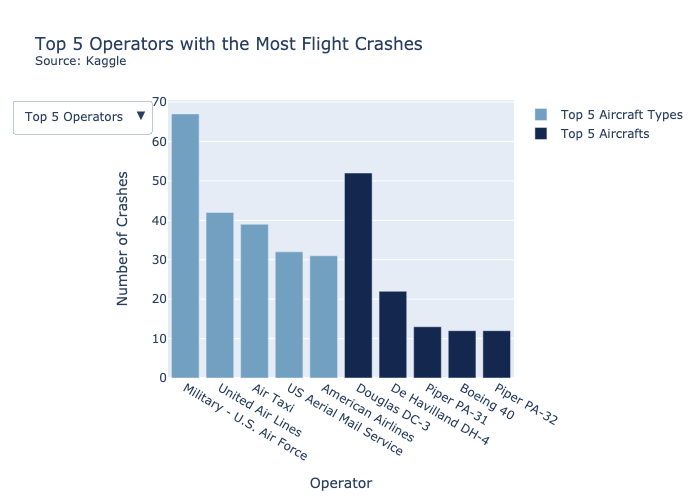 Top 5 Operators with the Most Flight Crashes
Source: Kaggle
Top 5 Operators ▼
Top 5 Aircraft Types
Top 5 Aircrafts
Number of Crashes
70
60
50
40
30
20
10
0
Military - U.S. Air Force
United Air Lines
Air Taxi
US Aerial Mail Service
American Airlines
Douglas DC-3
De Havilland DH-4
Piper PA-31
Boeing 40
Piper PA-32
Operator